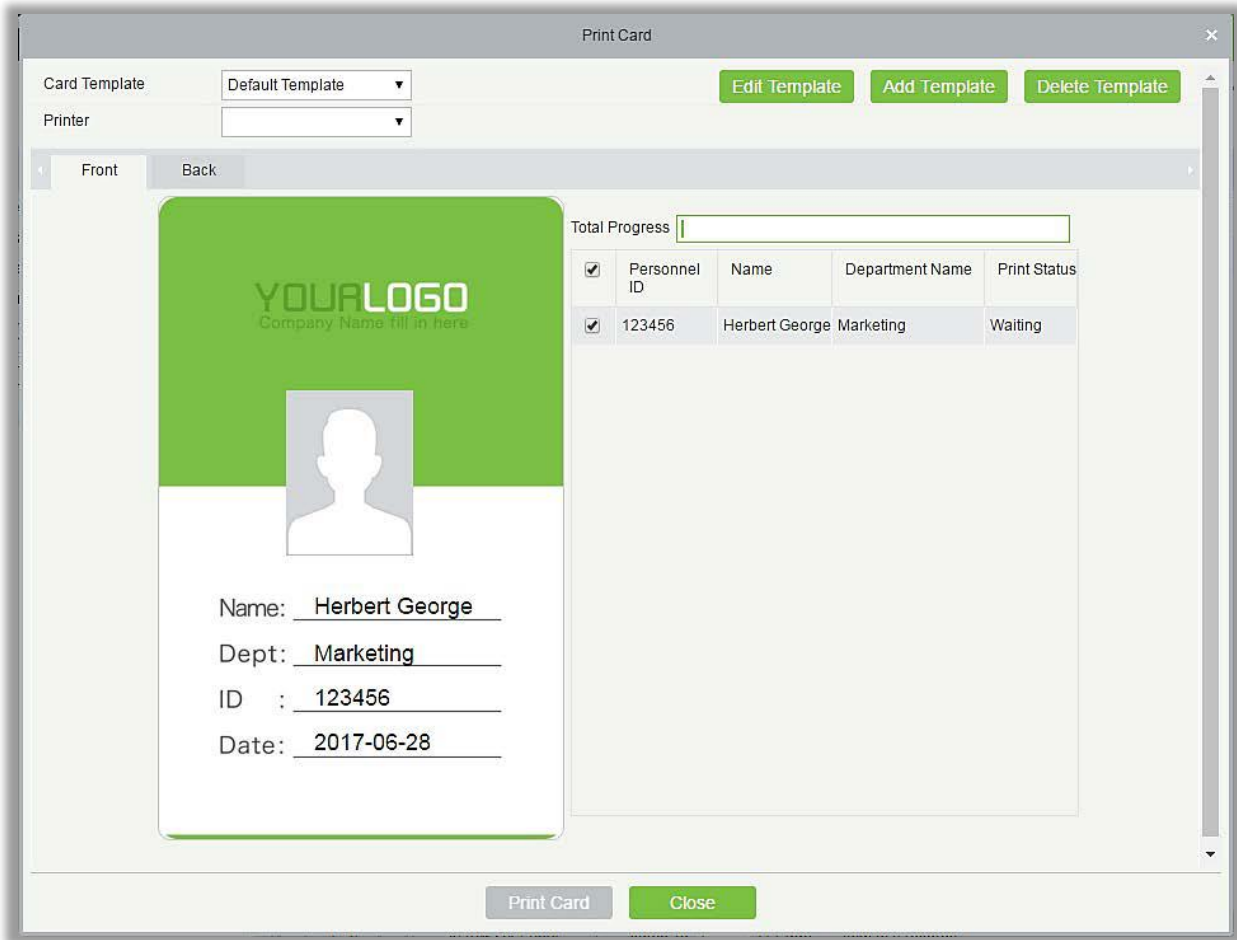 Print Card
Card Template Default Template Edit Template Add Template Delete Template
Printer
Front Back
YOURLOGO
Company Name fill in here
Name: Herbert George
Dept: Marketing
ID : 123456
Date: 2017-06-28
Total Progress
Personnel ID Name Department Name Print Status
123456 Herbert George Marketing Waiting
Print Card Close